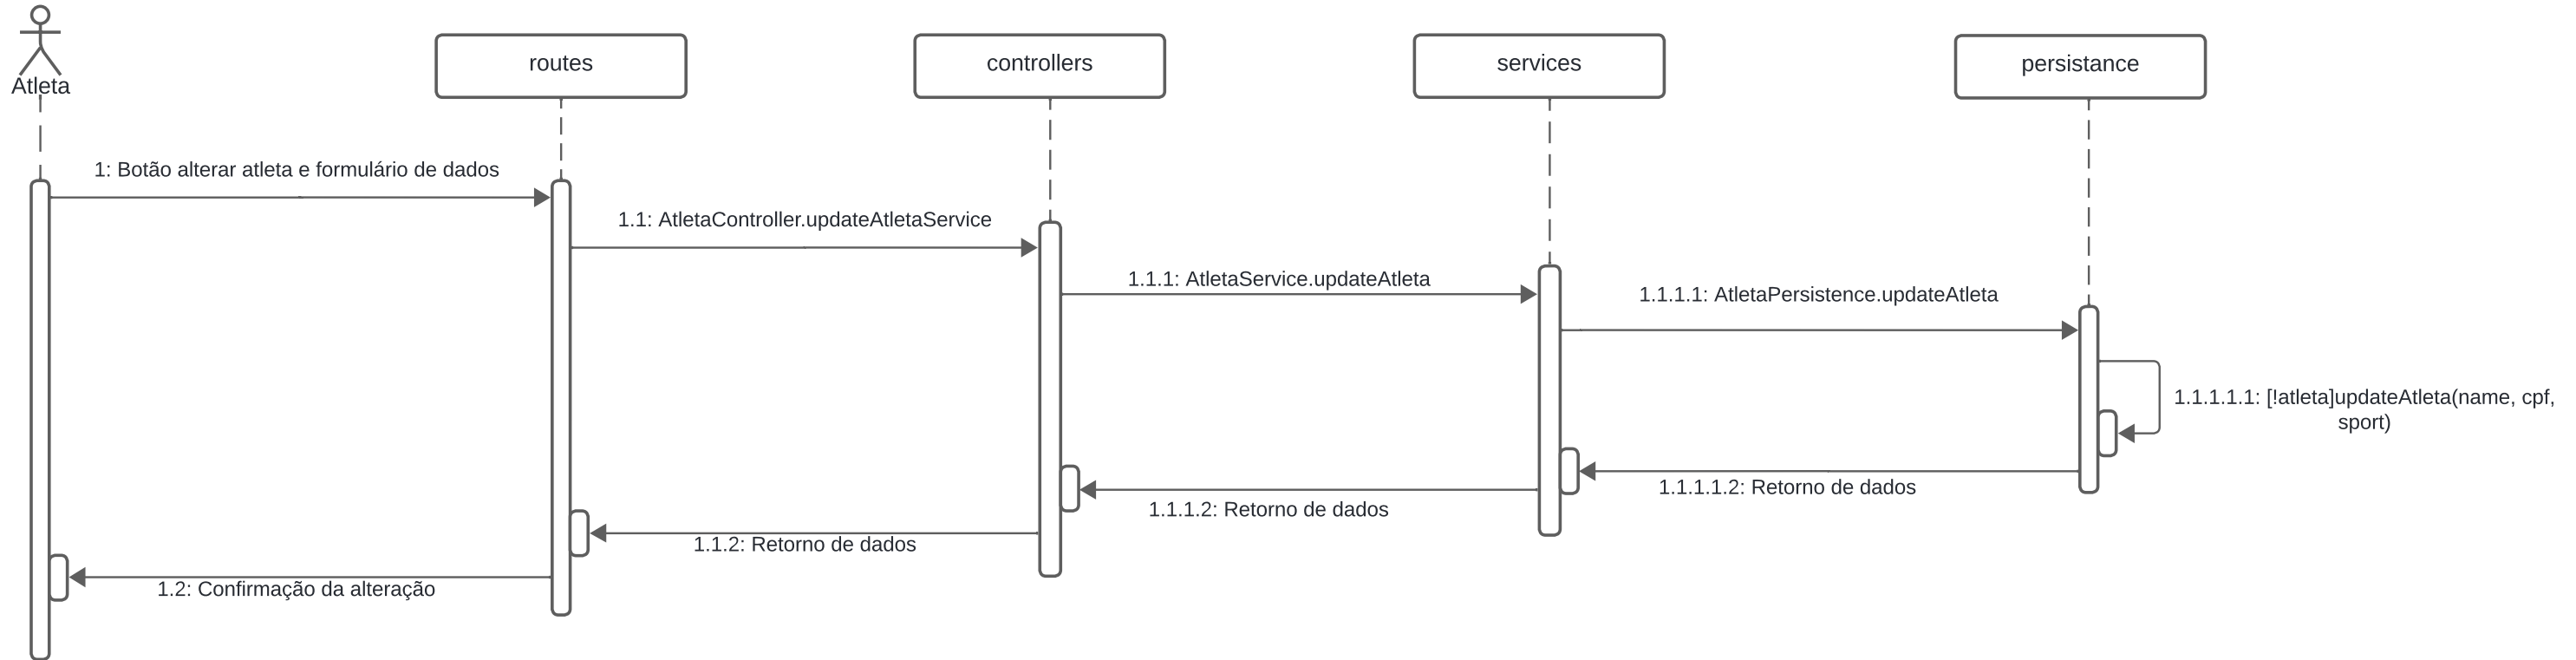 Atleta
routes
controllers
services
persistance
1: Botão alterar atleta e formulário de dados
1.1: AtletaController.updateAtletaService
1.1.1: AtletaService.updateAtleta
1.1.1.1: AtletaPersistence.updateAtleta
1.1.1.1.1: [!atleta]updateAtleta(name, cpf,
sport)
1.1.1.1.2: Retorno de dados
1.1.1.2: Retorno de dados
1.1.2: Retorno de dados
1.2: Confirmação da alteração